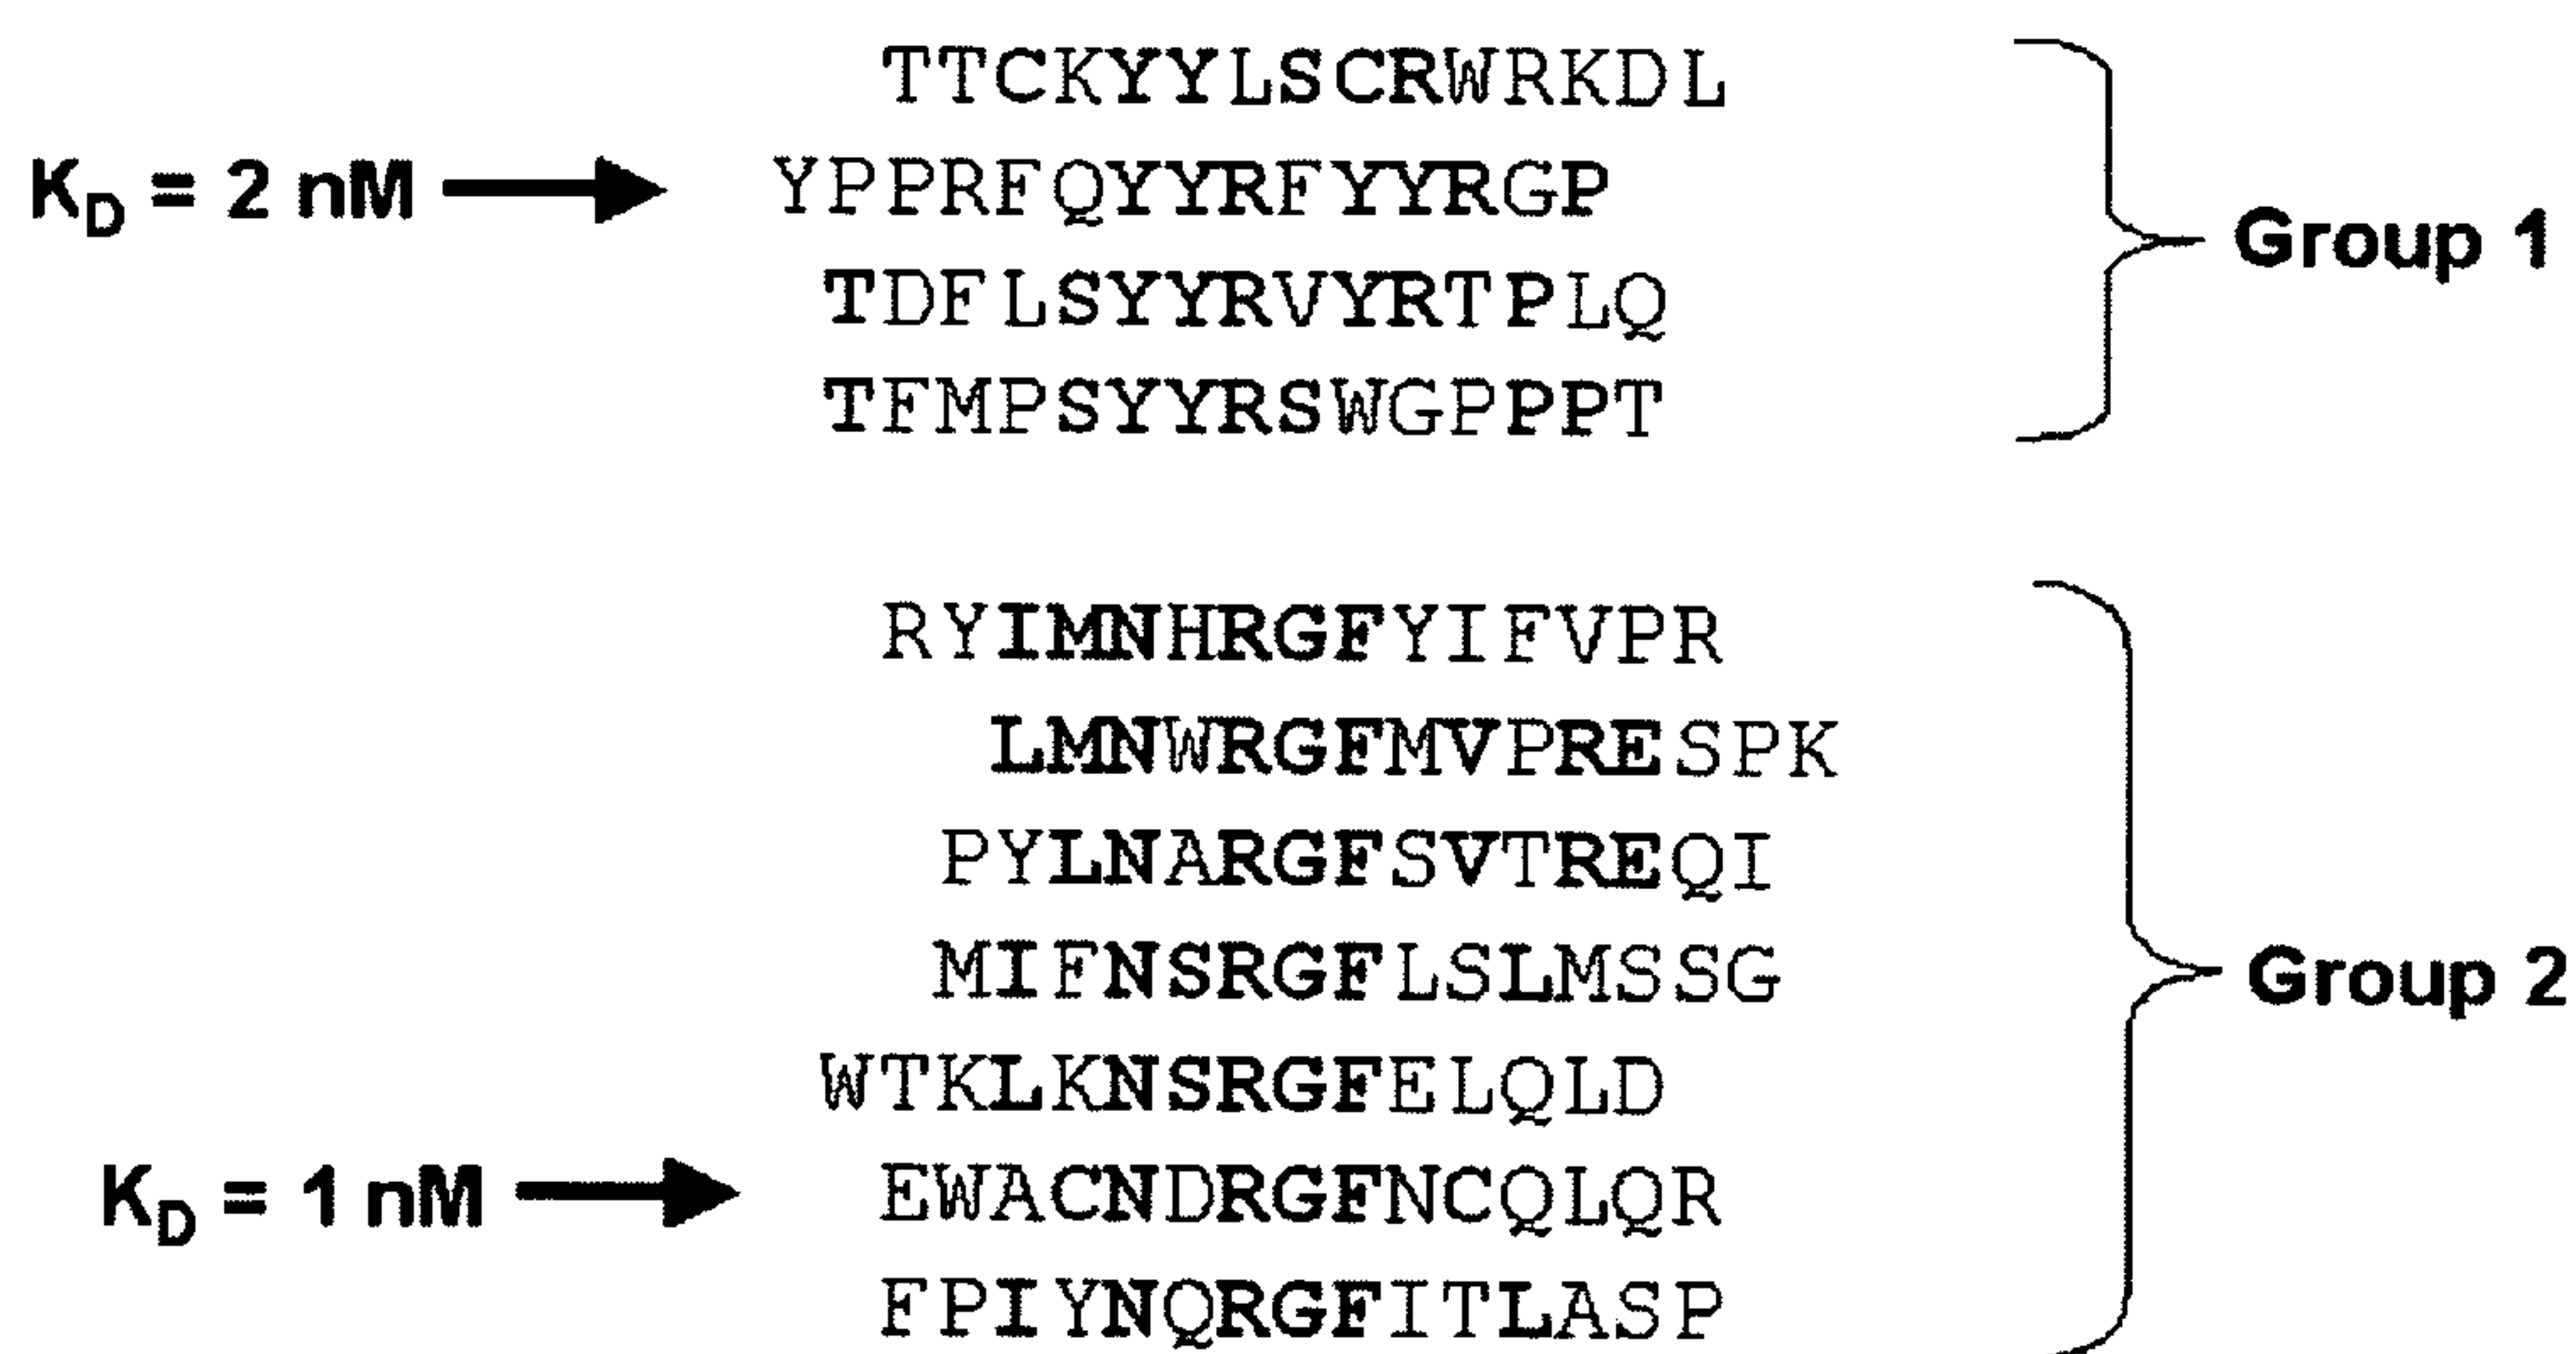 TTCKYYLSCRWRKDL
K_D = 2 nM YPPRFQYYRFYYRGP
Group 1
TDFLSYYRVYRTPLQ
TFMPSYYRSWGPPPT
RYIMNHRGFYIFVPR
LMNWRGFMVPRESPK
PYLNARGFSVTREQI
MIFNSRGFLSLMSSG
Group 2
WTKLKNSRGFELQLD
K_D = 1 nM EWACNDRGFNCQLQR
FPIYNQRGFITLASP